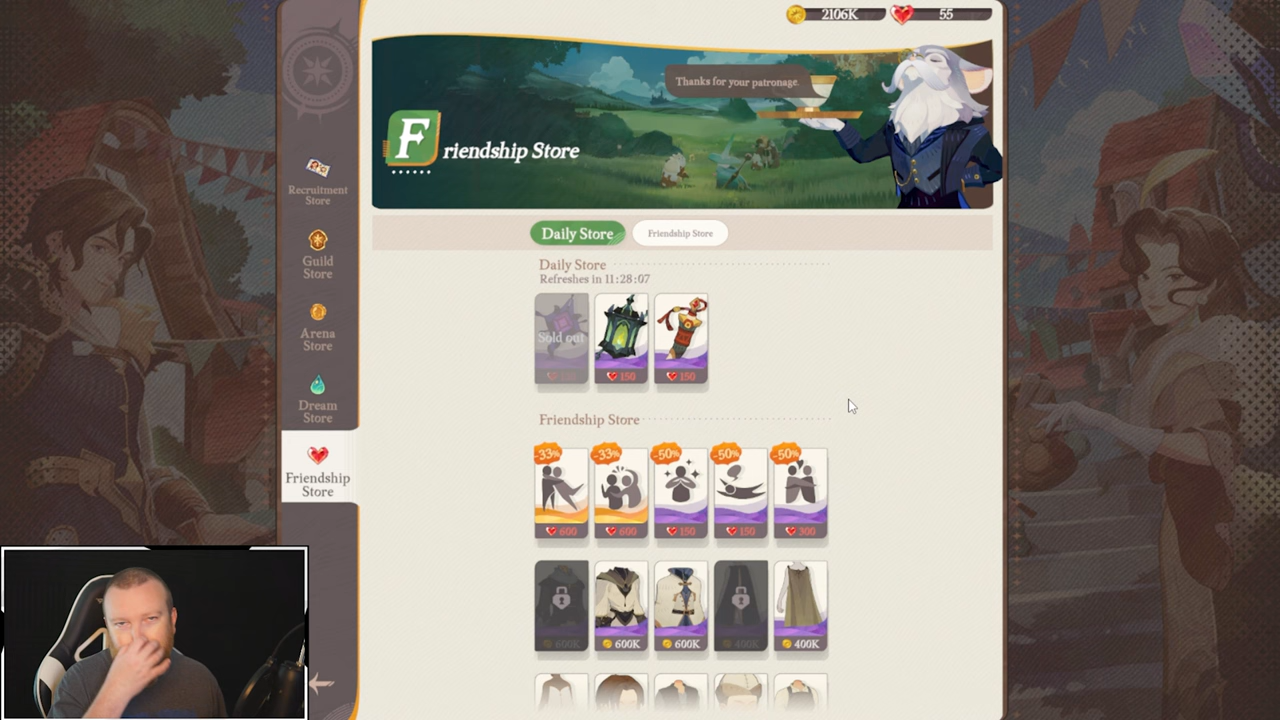 2106K
55
Thanks for your patronage.
Friendship Store
Recruitment
Store
Guild
Store
Arena
Store
Dream
Store
Friendship
Store
Daily Store
Friendship Store
Daily Store
Refreshes in 11:28:07
Sold out
150
150
Friendship Store
-33%
-33%
-50%
-50%
-50%
600
600
150
150
300
600K
600K
600K
400K
400K